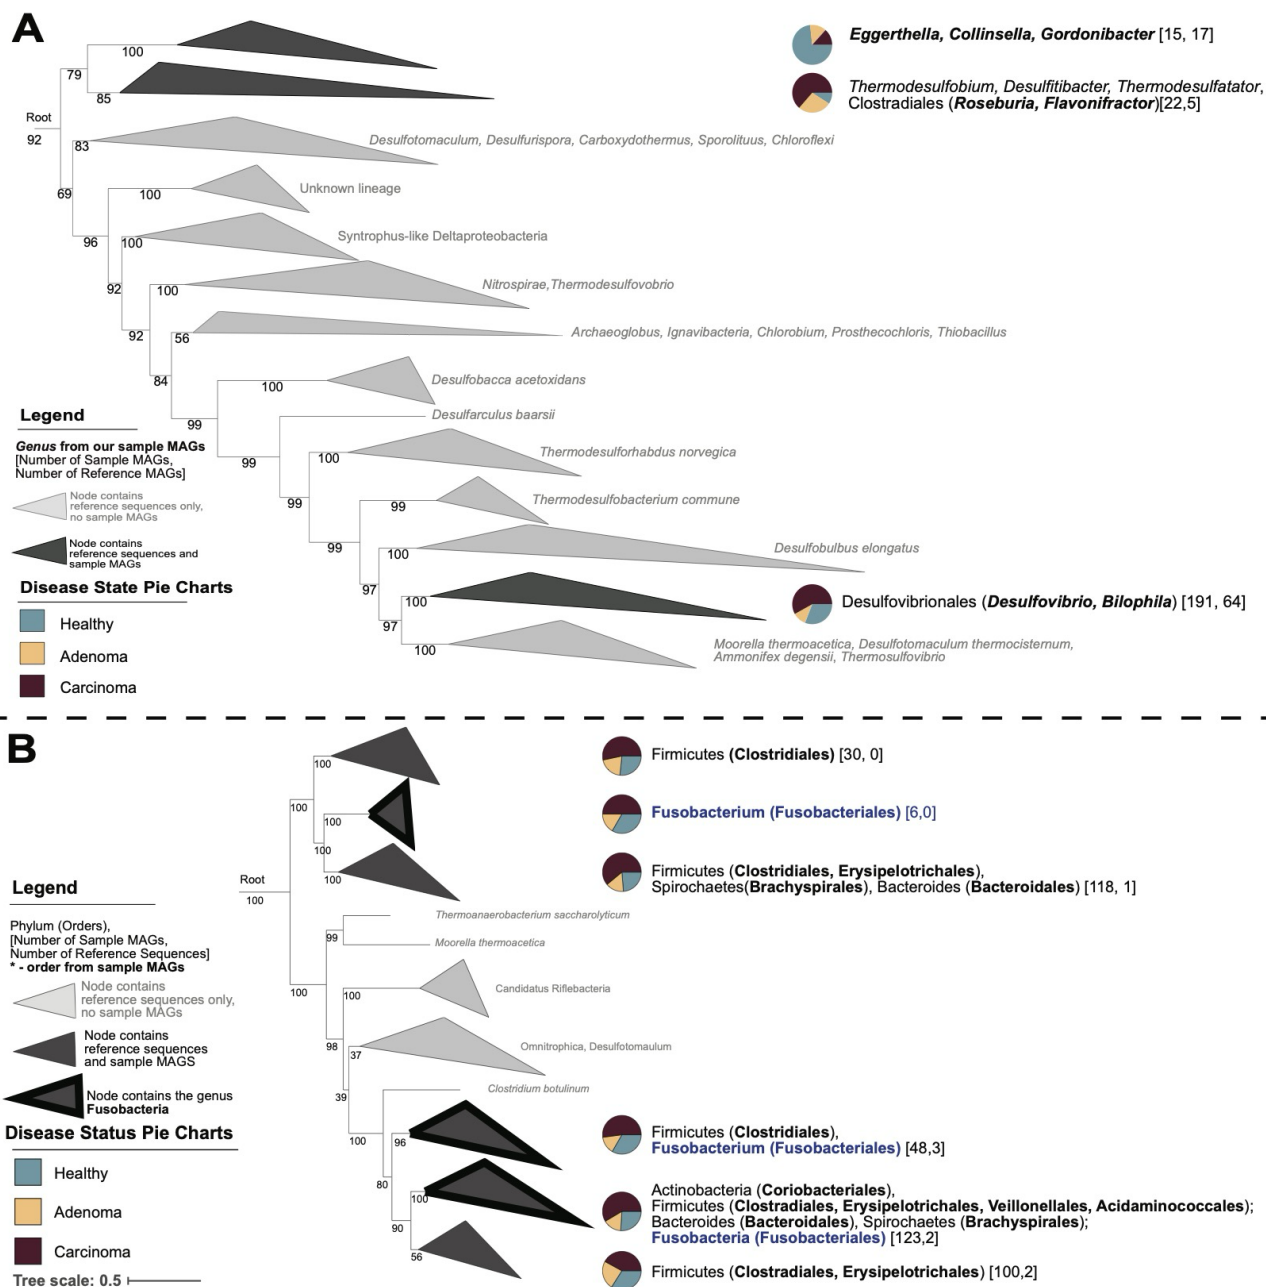 A
100
Eggerthella, Collinsella, Gordonibacter [15, 17]
79
85
Thermodesulfobium, Desulfitibacter, Thermodesulfatator,
Clostradiales (Roseburia, Flavonifractor)[22,5]
Root
92
83
Desulfotomaculum, Desulfurispora, Carboxydothermus, Sporolituus, Chloroflexi
69
100
Unknown lineage
96
100
Syntrophus-like Deltaproteobacteria
92
100
Nitrospirae,Thermodesulfovobrio
92
56
Archaeoglobus, Ignavibacteria, Chlorobium, Prosthecochloris, Thiobacillus
84
100
Desulfobacca acetoxidans
99
Desulfarculus baarsii
99
100
Thermodesulforhabdus norvegica
99
99
Thermodesulfobacterium commune
99
100
Desulfobulbus elongatus
97
100
Desulfovibrionales (Desulfovibrio, Bilophila) [191, 64]
97
100
Moorella thermoacetica, Desulfotomaculum thermocisternum,
Ammonifex degensii, Thermosulfovibrio
Legend
Genus from our sample MAGs
[Number of Sample MAGs,
Number of Reference MAGs]
Node contains
reference sequences only,
no sample MAGs
Node contains
reference sequences and
sample MAGs
Disease State Pie Charts
Healthy
Adenoma
Carcinoma
B
100
Firmicutes (Clostridiales) [30, 0]
100
100
Fusobacterium (Fusobacteriales) [6,0]
100
100
Firmicutes (Clostridiales, Erysipelotrichales),
Spirochaetes(Brachyspirales), Bacteroides (Bacteroidales) [118, 1]
Root
100
Thermoanaerobacterium saccharolyticum
99
Moorella thermoacetica
100
100
Candidatus Riflebacteria
98
37
Omnitrophica, Desulfotomaulum
39
Clostridium botulinum
100
96
Firmicutes (Clostridiales),
Fusobacterium (Fusobacteriales) [48,3]
80
100
Actinobacteria (Coriobacteriales),
Firmicutes (Clostridiales, Erysipelotrichales, Veillonellales, Acidaminococcales);
Bacteroides (Bacteroidales), Spirochaetes (Brachyspirales);
Fusobacteria (Fusobacteriales) [123,2]
90
56
Firmicutes (Clostradiales, Erysipelotrichales) [100,2]
Legend
Phylum (Orders),
[Number of Sample MAGs,
Number of Reference Sequences]
* - order from sample MAGs
Node contains
reference sequences only,
no sample MAGs
Node contains
reference sequences
and sample MAGS
Node contains the genus
Fusobacteria
Disease Status Pie Charts
Healthy
Adenoma
Carcinoma
Tree scale: 0.5